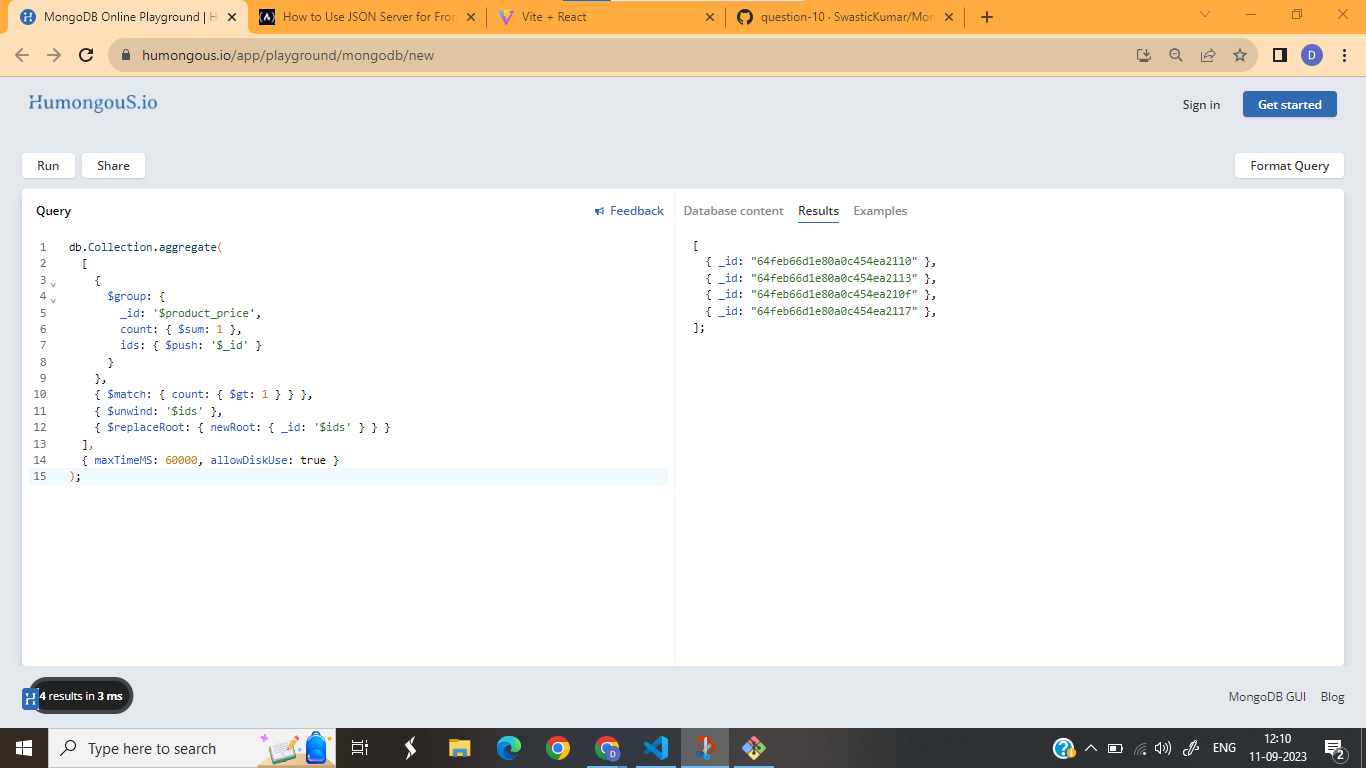 MongoDB Online Playground | H
How to Use JSON Server for Fron
Vite + React
question-10 · SwasticKumar/Mon
humongous.io/app/playground/mongodb/new
D
HumongouS.io
Sign in
Get started
Run
Share
Format Query
Query
Feedback
Database content
Results
Examples
1 db.Collection.aggregate(
2 [
3 {
4 $group: {
5 _id: '$product_price',
6 count: { $sum: 1 },
7 ids: { $push: '$_id' }
8 }
9 },
10 { $match: { count: { $gt: 1 } } },
11 { $unwind: '$ids' },
12 { $replaceRoot: { newRoot: { _id: '$ids' } } }
13 ],
14 { maxTimeMS: 60000, allowDiskUse: true }
15 );
[
{ _id: "64feb66d1e80a0c454ea2110" },
{ _id: "64feb66d1e80a0c454ea2113" },
{ _id: "64feb66d1e80a0c454ea210f" },
{ _id: "64feb66d1e80a0c454ea2117" },
];
H
4 results in 3 ms
MongoDB GUI
Blog
Type here to search
D
ENG
12:10
11-09-2023
2